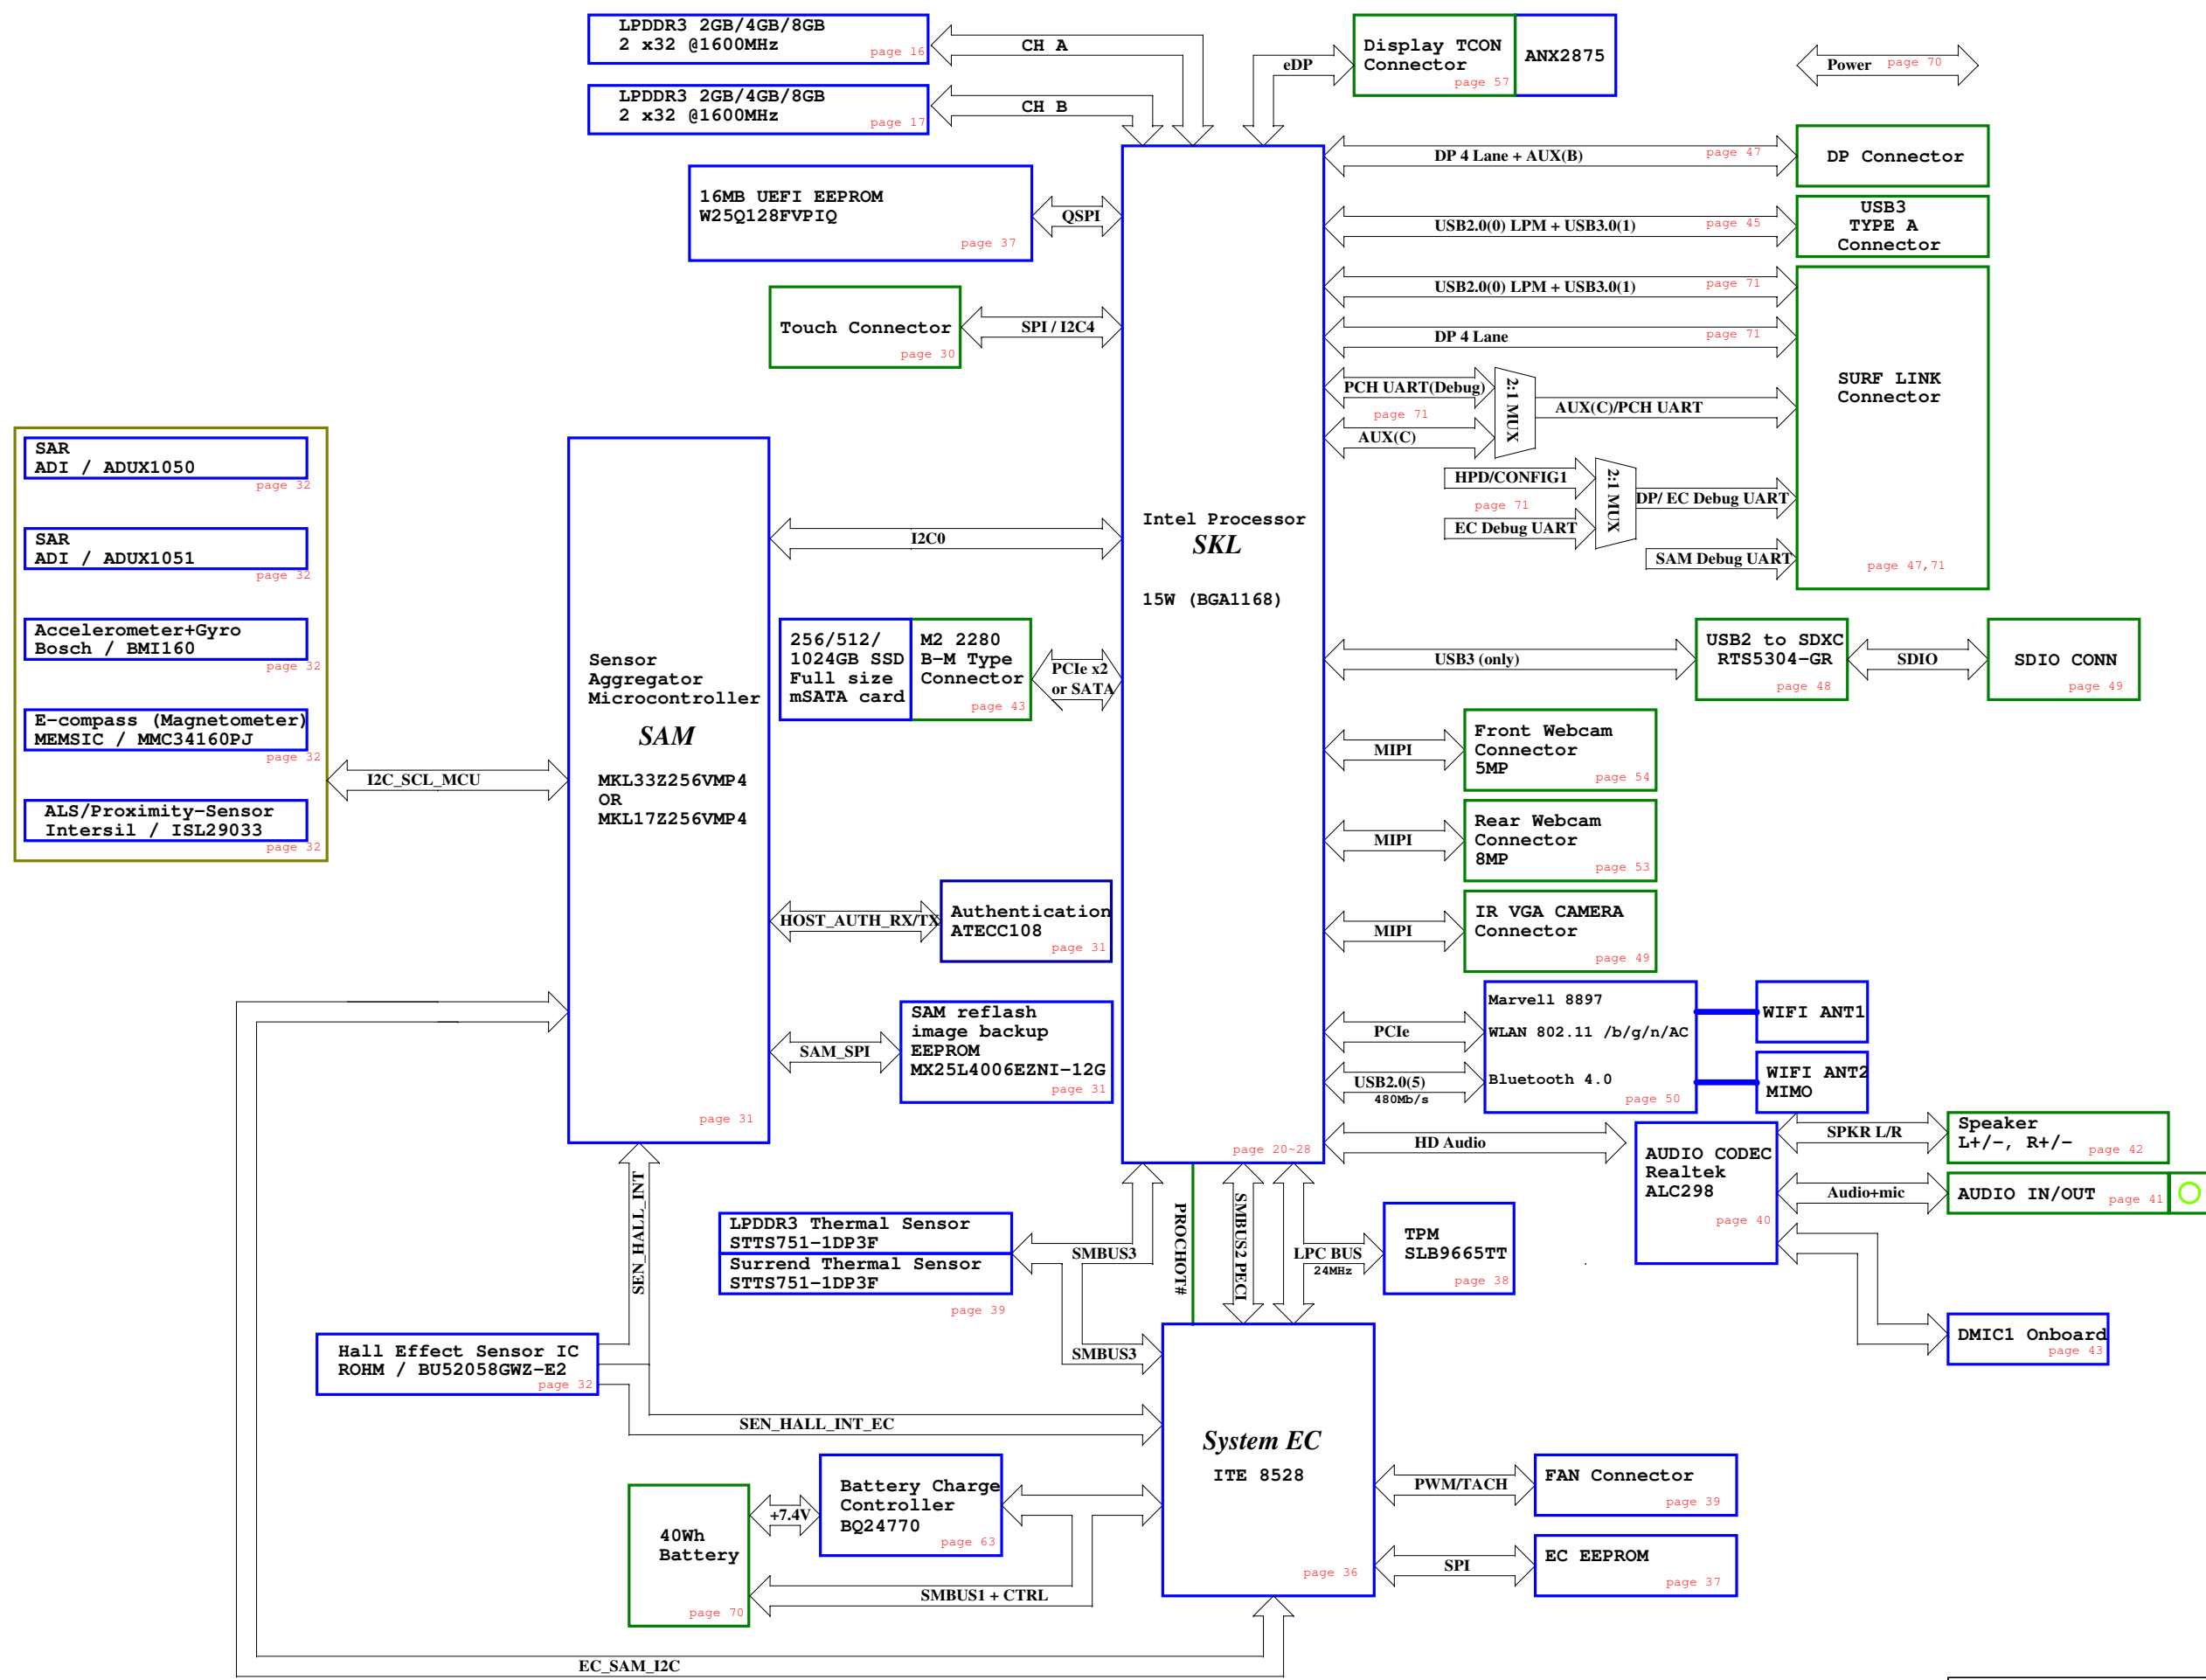 LPDDR3 2GB/4GB/8GB
2 x32 @1600MHz
page 16
CH A
LPDDR3 2GB/4GB/8GB
2 x32 @1600MHz
page 17
CH B
eDP
Display TCON
Connector
page 57
ANX2875
Power
page 70
DP 4 Lane + AUX(B)
page 47
DP Connector
16MB UEFI EEPROM
W25Q128FVPIQ
page 37
QSPI
USB2.0(0) LPM + USB3.0(1)
page 45
USB3
TYPE A
Connector
USB2.0(0) LPM + USB3.0(1)
page 71
Touch Connector
page 30
SPI / I2C4
DP 4 Lane
page 71
SURF LINK
Connector
page 47,71
PCH UART(Debug)
page 71
AUX(C)
2:1 MUX
AUX(C)/PCH UART
HPD/CONFIG1
page 71
EC Debug UART
2:1 MUX
DP/ EC Debug UART
SAM Debug UART
SAR
ADI / ADUX1050
page 32
SAR
ADI / ADUX1051
page 32
Accelerometer+Gyro
Bosch / BMI160
page 32
E-compass (Magnetometer)
MEMSIC / MMC34160PJ
page 32
ALS/Proximity-Sensor
Intersil / ISL29033
page 32
I2C_SCL_MCU
Sensor
Aggregator
Microcontroller
SAM
MKL33Z256VMP4
OR
MKL17Z256VMP4
page 31
I2C0
Intel Processor
SKL
15W (BGA1168)
page 20~28
256/512/
1024GB SSD
Full size
mSATA card
M2 2280
B-M Type
Connector
page 43
PCIe x2
or SATA
USB3 (only)
USB2 to SDXC
RTS5304-GR
page 48
SDIO
SDIO CONN
page 49
MIPI
Front Webcam
Connector
5MP
page 54
MIPI
Rear Webcam
Connector
8MP
page 53
HOST_AUTH_RX/TX
Authentication
ATECC108
page 31
MIPI
IR VGA CAMERA
Connector
page 49
SAM_SPI
SAM reflash
image backup
EEPROM
MX25L4006EZNI-12G
page 31
PCIe
USB2.0(5)
480Mb/s
Marvell 8897
WLAN 802.11 /b/g/n/AC
Bluetooth 4.0
page 50
WIFI ANT1
WIFI ANT2
MIMO
HD Audio
AUDIO CODEC
Realtek
ALC298
page 40
SPKR L/R
Speaker
L+/-, R+/-
page 42
Audio+mic
AUDIO IN/OUT
page 41
DMIC1 Onboard
page 43
SEN_HALL_INT
LPDDR3 Thermal Sensor
STTS751-1DP3F
Surrend Thermal Sensor
STTS751-1DP3F
page 39
SMBUS3
SMBUS3
PROCHOT#
SMBUS2 PECI
LPC BUS
24MHz
TPM
SLB9665TT
page 38
Hall Effect Sensor IC
ROHM / BU52058GWZ-E2
page 32
SEN_HALL_INT_EC
System EC
ITE 8528
page 36
40Wh
Battery
page 70
+7.4V
Battery Charge
Controller
BQ24770
page 63
SMBUS1 + CTRL
PWM/TACH
FAN Connector
page 39
SPI
EC EEPROM
page 37
EC_SAM_I2C